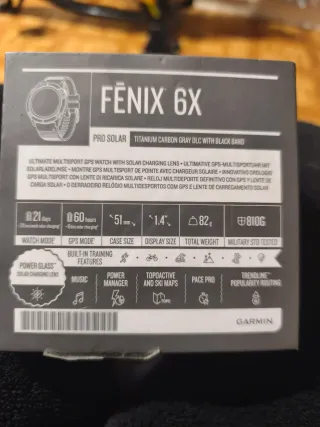 FĒNIX 6X
PRO SOLAR TITANIUM CARBON GRAY DLC WITH BLACK BAND
ULTIMATE MULTISPORT GPS WATCH WITH SOLAR CHARGING LENS • ULTIMATIVE GPS-MULTISPORTUHR MIT
SOLARLADELINSE • MONTRE GPS MULTISPORT DE POINTE AVEC CHARGEUR SOLAIRE • INNOVATIVO OROLOGIO
GPS MULTISPORT CON LENTE DI RICARICA SOLARE • RELOJ MULTIDEPORTE DEFINITIVO CON GPS Y LENTE DE
CARGA SOLAR • O DERRADEIRO RELÓGIO MULTIDESPORTOS COM GPS E LENTE DE CARREGAMENTO SOLAR
21 days 60 hours 51 mm 1.4" 82 g 810G
WATCH MODE GPS MODE CASE SIZE DISPLAY SIZE TOTAL WEIGHT MILITARY STD TESTED
BUILT-IN TRAINING
FEATURES
POWER GLASS™
SOLAR CHARGING LENS
MUSIC POWER MANAGER TOPOACTIVE AND SKI MAPS PACE PRO TRENDLINE™ POPULARITY ROUTING
GARMIN